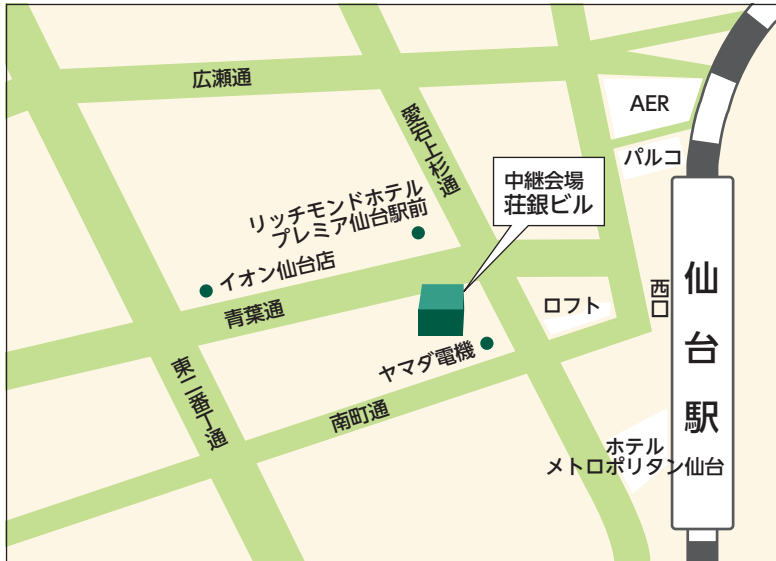 広瀬通
愛宕上杉通
AER
パルコ
中継会場
荘銀ビル
リッチモンドホテル
プレミア仙台駅前
イオン仙台店
青葉通
ロフト
西口
仙台駅
ヤマダ電機
東二番丁通
南町通
ホテル
メトロポリタン仙台